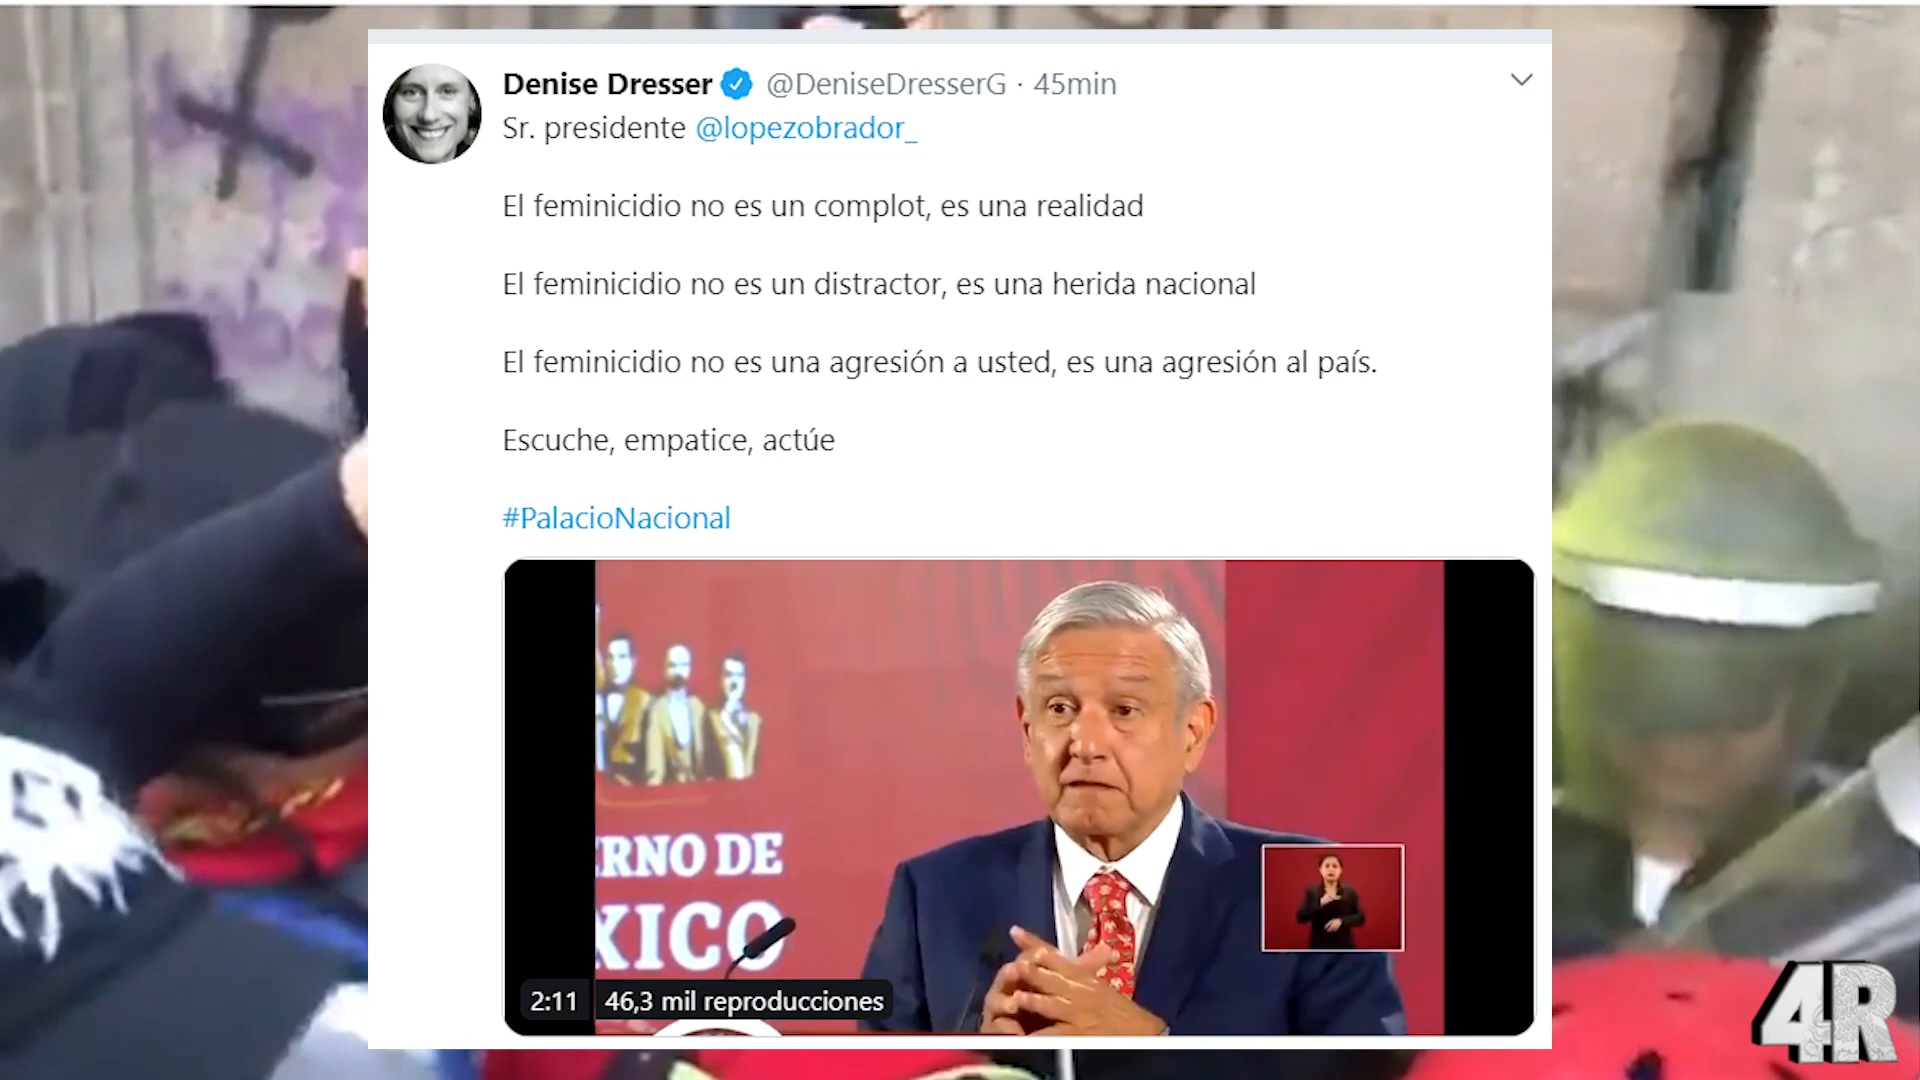 Denise Dresser @DeniseDresserG · 45min
Sr. presidente @lopezobrador_
El feminicidio no es un complot, es una realidad
El feminicidio no es un distractor, es una herida nacional
El feminicidio no es una agresión a usted, es una agresión al país.
Escuche, empatice, actúe
#PalacioNacional
ERNO DE
XICO
2:11 46,3 mil reproducciones
4R